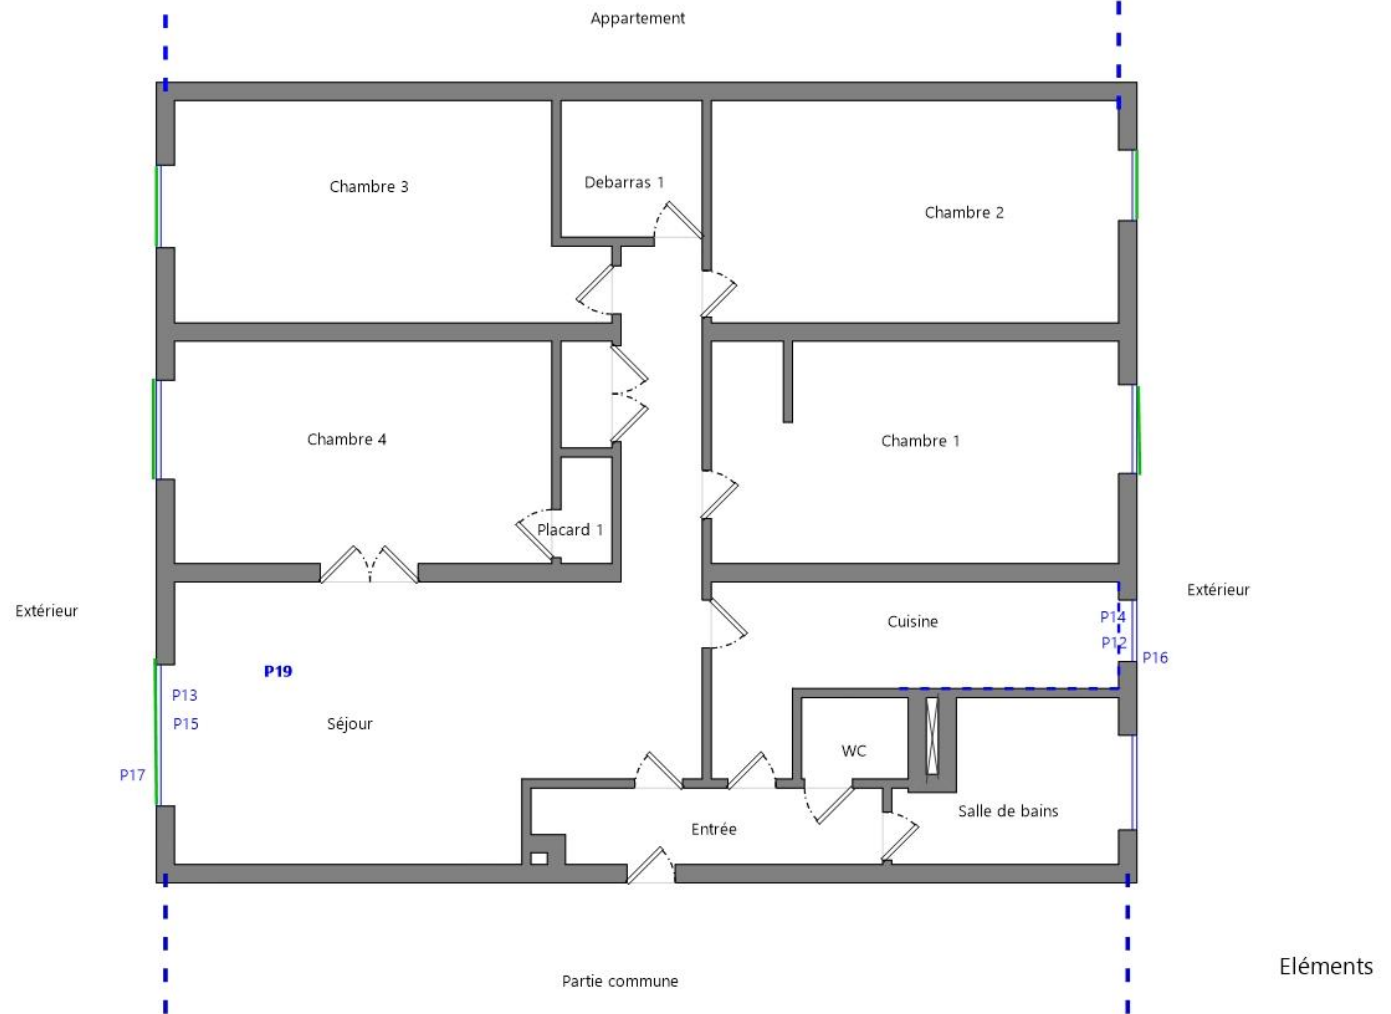 Appartement
Chambre 3
Debarras 1
Chambre 2
Chambre 4
Chambre 1
Placard 1
Extérieur
Extérieur
Cuisine
P14
P12
P16
P19
P13
P15
Séjour
P17
WC
Entrée
Salle de bains
Partie commune
Eléments